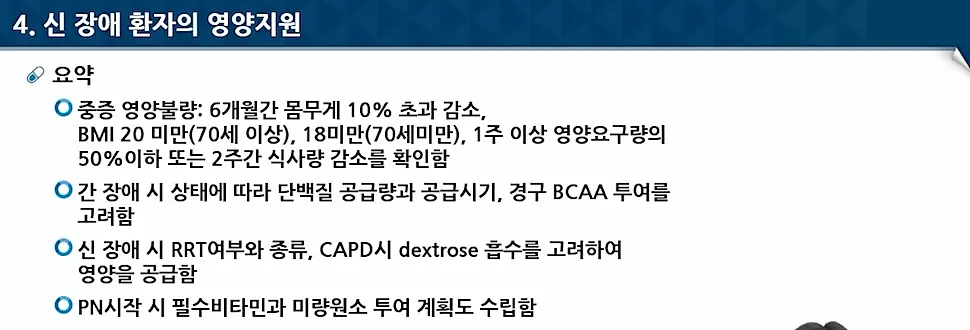 4. 신 장애 환자의 영양지원
요약
중증 영양불량: 6개월간 몸무게 10% 초과 감소,
BMI 20 미만(70세 이상), 18미만(70세미만), 1주 이상 영양요구량의
50%이하 또는 2주간 식사량 감소를 확인함
간 장애 시 상태에 따라 단백질 공급량과 공급시기, 경구 BCAA 투여를
고려함
신 장애 시 RRT여부와 종류, CAPD시 dextrose 흡수를 고려하여
영양을 공급함
PN시작 시 필수비타민과 미량원소 투여 계획도 수립함